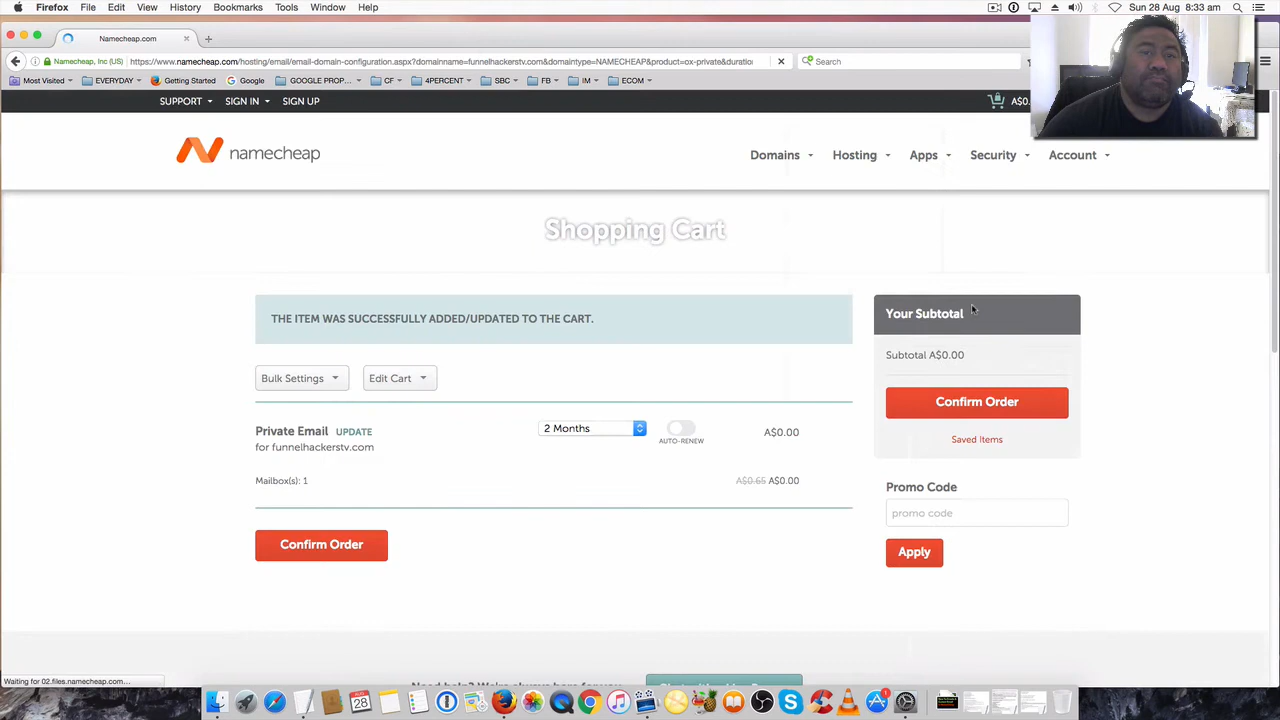 Firefox File Edit View History Bookmarks Tools Window Help
Sun 28 Aug 8:33 am
Namecheap.com
Namecheap, Inc (US)
https://www.namecheap.com/hosting/email/email-domain-configuration.aspx?domainname=funnelhackerstv.com&domaintype=NAMECHEAP&product=ox-private&duratio
Search
Most Visited EVERYDAY Getting Started Google GOOGLE PROP... CF 4PERCENT SBC FB IM ECOM
SUPPORT SIGN IN SIGN UP
A$0.
namecheap
Domains Hosting Apps Security Account
Shopping Cart
THE ITEM WAS SUCCESSFULLY ADDED/UPDATED TO THE CART.
Bulk Settings Edit Cart
Private Email UPDATE
for funnelhackerstv.com
2 Months
AUTO-RENEW
A$0.00
Mailbox(s): 1
A$0.65 A$0.00
Confirm Order
Your Subtotal
Subtotal A$0.00
Confirm Order
Saved Items
Promo Code
promo code
Apply
Waiting for 02.files.namecheap.com...
28